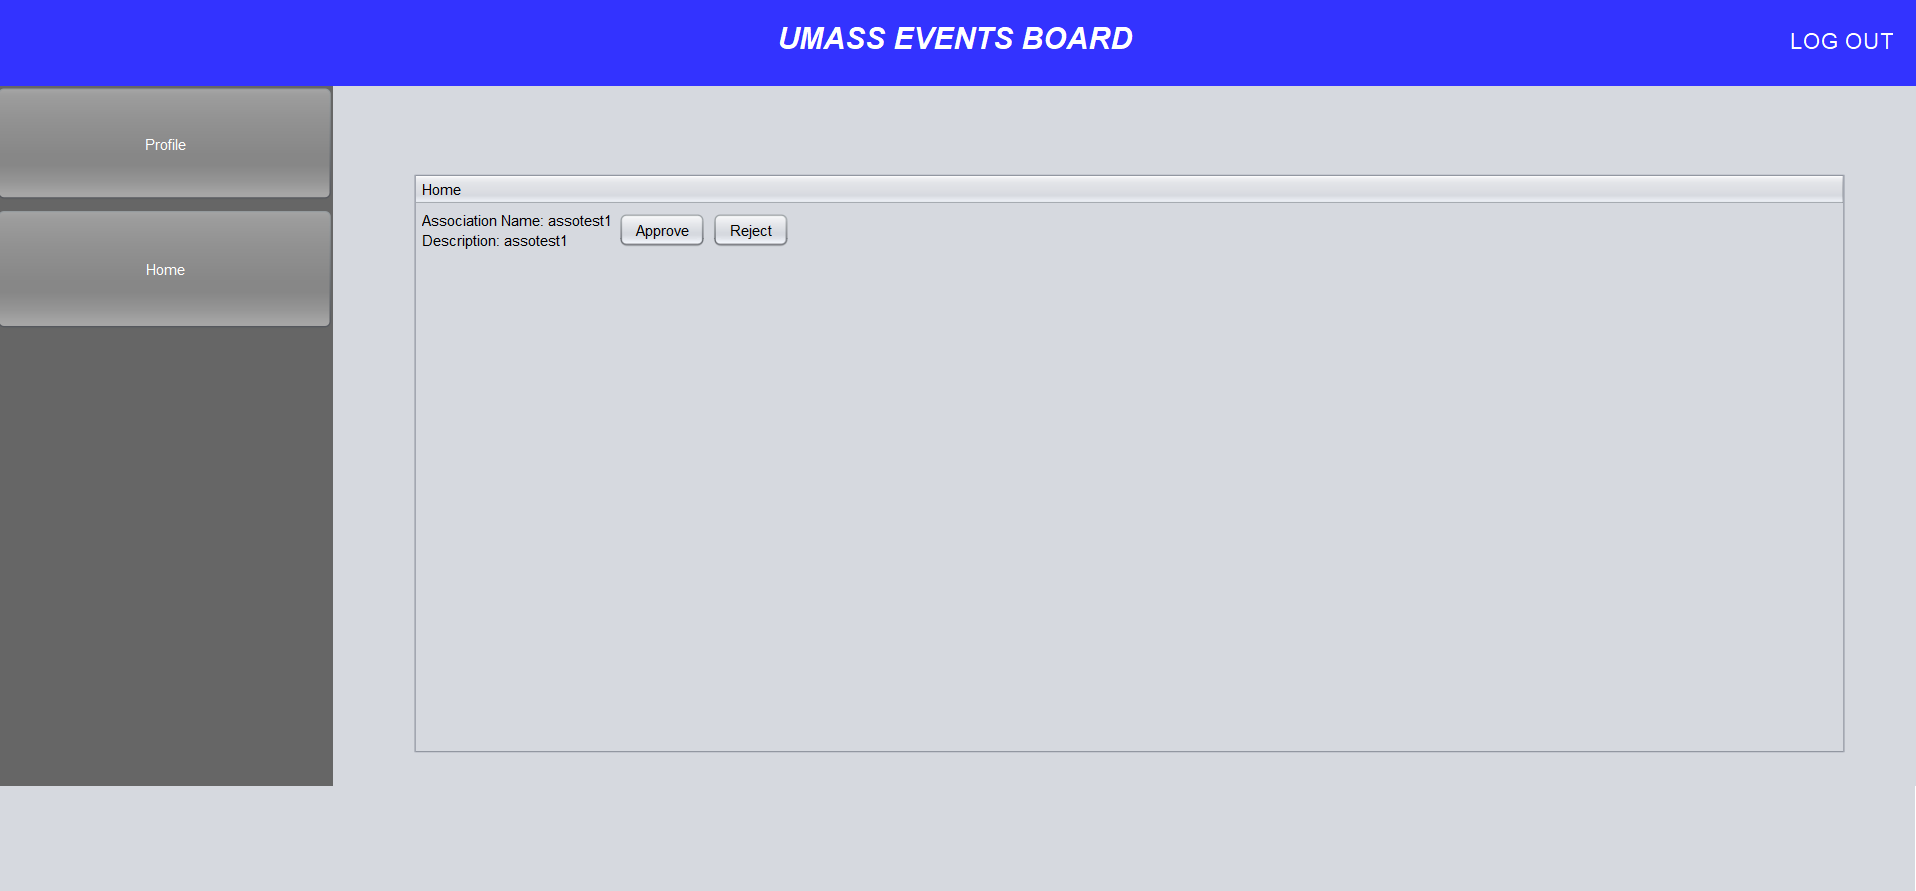 UMASS EVENTS BOARD
LOG OUT
Profile
Home
Home
Association Name: assotest1
Description: assotest1
Approve
Reject